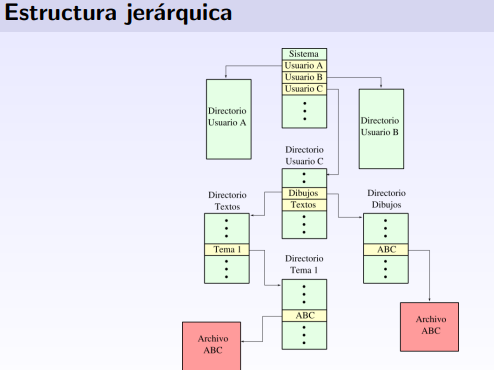 Estructura jerárquica
Sistema
Usuario A
Usuario B
Usuario C
Directorio
Usuario A
Directorio
Usuario B
Directorio
Usuario C
Dibujos
Textos
Directorio
Textos
Tema 1
Directorio
Dibujos
ABC
Directorio
Tema 1
ABC
Archivo
ABC
Archivo
ABC